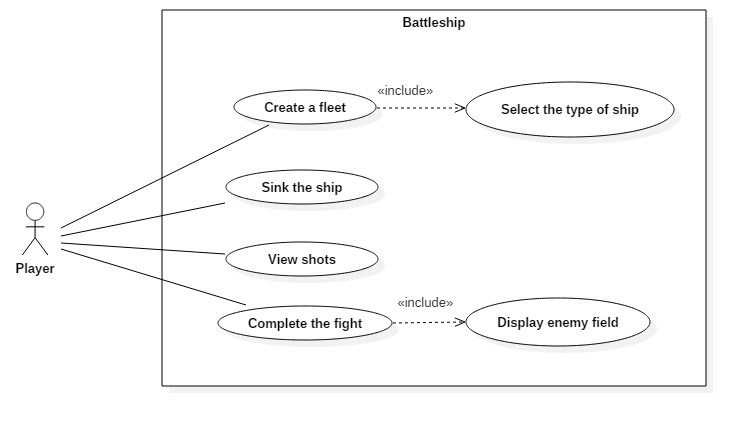 Battleship
«include»
Create a fleet
Select the type of ship
Sink the ship
View shots
Player
«include»
Complete the fight
Display enemy field